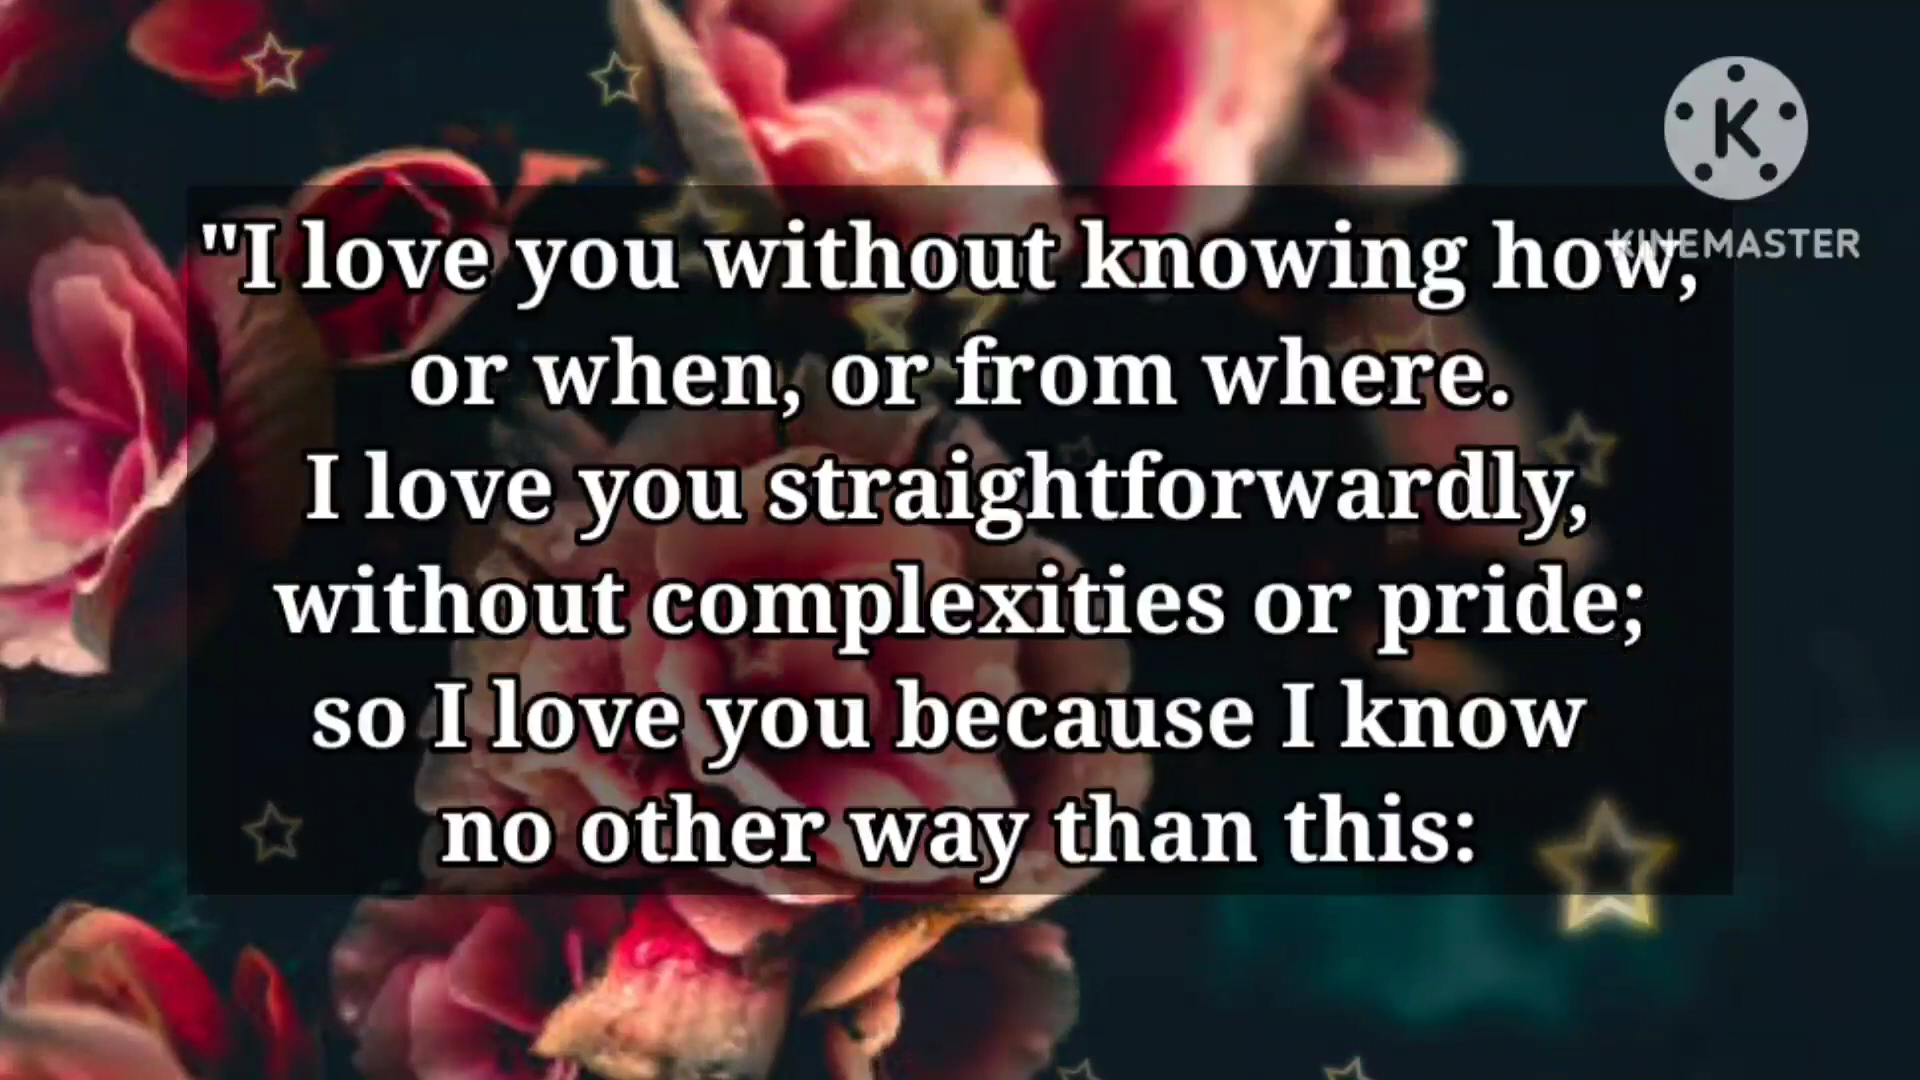 K
KINEMASTER
"I love you without knowing how,
or when, or from where.
I love you straightforwardly,
without complexities or pride;
so I love you because I know
no other way than this: